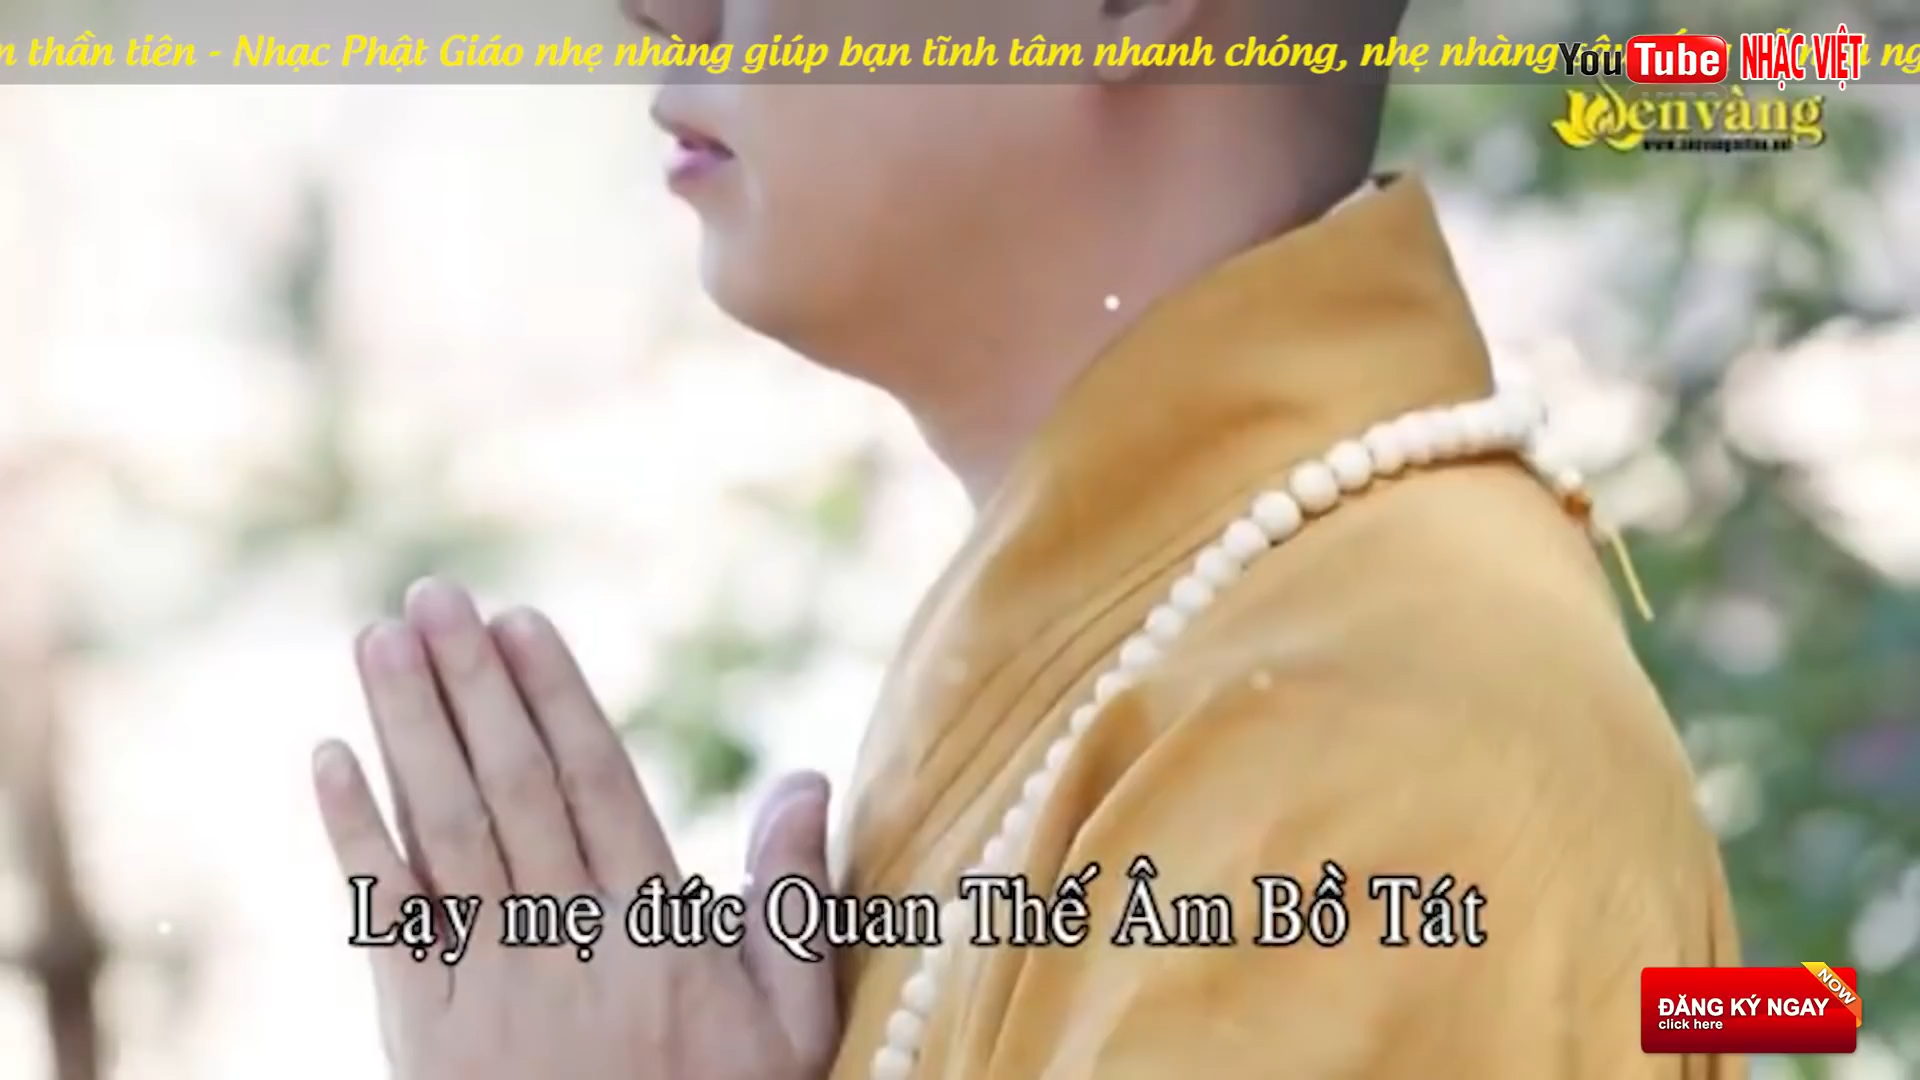 thần tiên - Nhạc Phật Giáo nhẹ nhàng giúp bạn tĩnh tâm nhanh chóng, nhẹ nhàng
YouTube NHẠC VIỆT
Senvàng
Lạy mẹ đức Quan Thế Âm Bồ Tát
NOW
ĐĂNG KÝ NGAY
click here